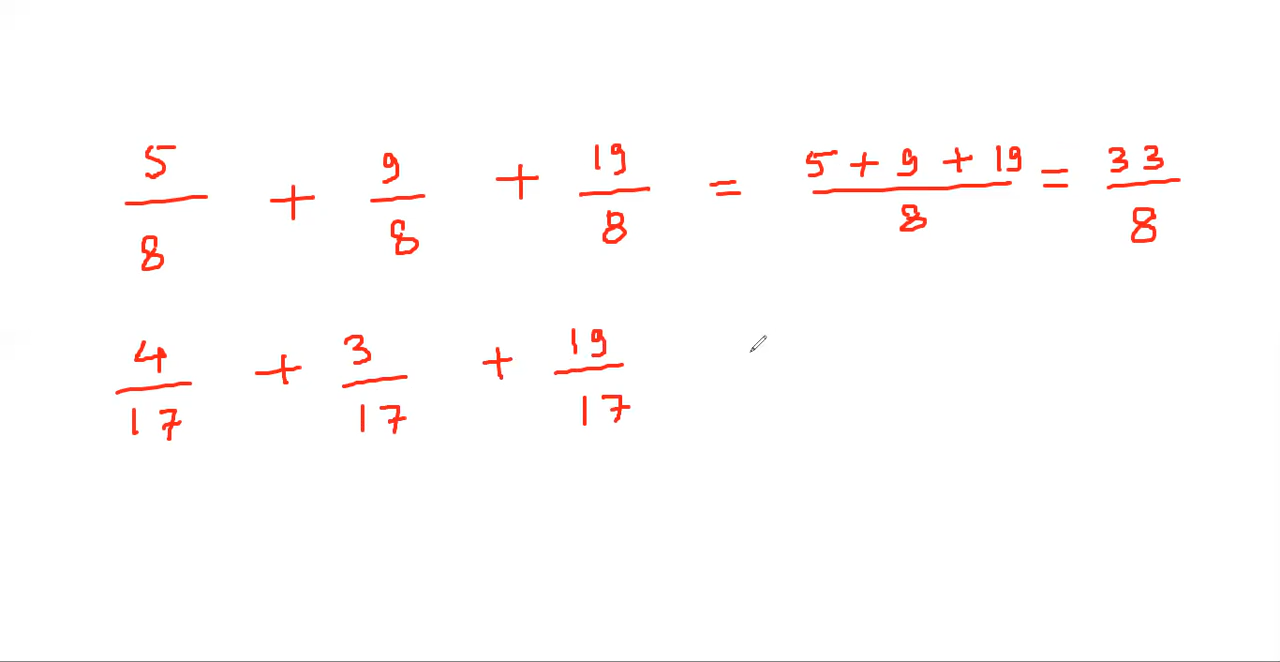 5/8 + 9/8 + 19/8 = 5 + 9 + 19/8 = 33/8
4/17 + 3/17 + 19/17